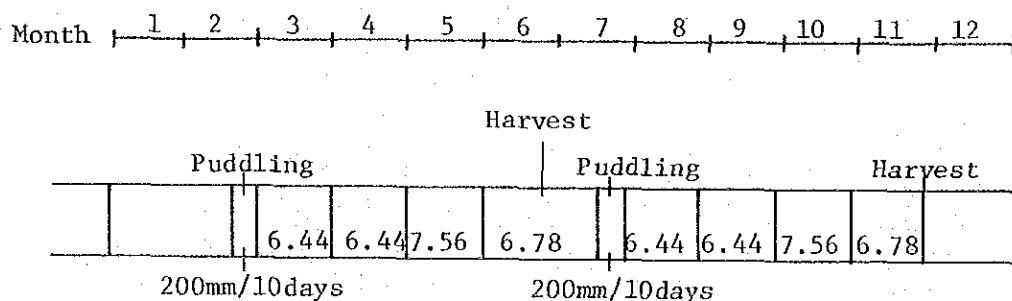 Month 1 2 3 4 5 6 7 8 9 10 11 12
Harvest
Puddling Puddling Harvest
6.44 6.44 7.56 6.78 6.44 6.44 7.56 6.78
200mm/10days 200mm/10days